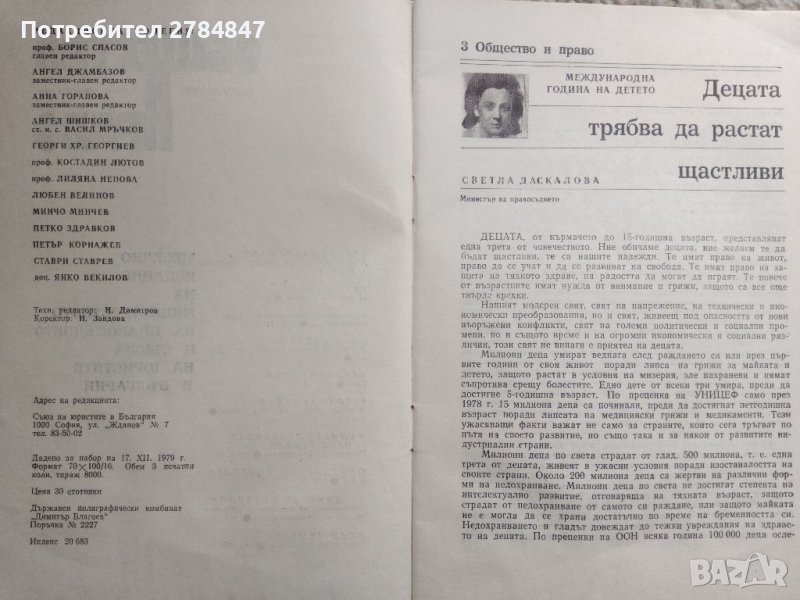 Потребител 2784847
проф. БОРИС СПАСОВ
главен редактор
АНГЕЛ ДЖАМБАЗОВ
заместник-главен редактор
АННА ГОРАНОВА
заместник-главен редактор
АНГЕЛ ШИШКОВ
ст. н. с. ВАСИЛ МРЪЧКОВ
ГЕОРГИ ХР. ГЕОРГИЕВ
проф. КОСТАДИН ЛЮТОВ
проф. ЛИЛЯНА НЕНОВА
ЛЮБЕН ВЕЛИНОВ
МИНЧО МИНЧЕВ
ПЕТКО ЗДРАВКОВ
ПЕТЪР КОРНАЖЕВ
СТАВРИ СТАВРЕВ
доц. ЯНКО ВЕКИЛОВ
Техн. редактор: Н. Димитров
Коректор: Н. Зандова
Адрес на редакцията:
Съюз на юристите в България
1000 София, ул. „Жданов" № 7
тел. 83-50-02
Дадено за набор на 17. XII. 1979 г.
Формат 70×100/16. Обем 3 печатни
коли, тираж 8000.
Цена 30 стотинки
Държавен полиграфически комбинат
„Димитър Благоев"
Поръчка № 2227
Индекс 20 683
3 Общество и право
МЕЖДУНАРОДНА
ГОДИНА НА ДЕТЕТО
Децата
трябва да растат
щастливи
СВЕТЛА ДАСКАЛОВА
Министър на правосъдието
ДЕЦАТА, от кърмачето до 15-годишна възраст, представляват
една трета от човечеството. Ние обичаме децата, ние желаем те да
бъдат щастливи, те са нашите надежди. Те имат право на живот,
право да се учат и да се развиват на свобода. Те имат право на за-
щита на тяхното здраве, на радостта да могат да играят. Те повече
от възрастните имат нужда от внимание и грижи, защото са все още
твърде крехки.
Нашият модерен свят, свят на напрежение, на технически и ик-
ономически преобразования, но и свят, живеещ под опасността от нови
въоръжени конфликти, свят на големи политически и социални проме-
ни, но в същото време и на огромни икономически и социални раз-
личия, този свят не винаги е приятел на децата.
Милиони деца умират веднага след раждането си или през пър-
вите години от своя живот поради липса на грижи за майката и
детето, защото растат в условия на мизерия, зле нахранени и нямат
съпротива срещу болестите. Едно дете от всеки три умира, преди да
достигне 5-годишна възраст. По преценка на УНИЦЕФ само през
1978 г. 15 милиона деца са починали, преди да достигнат петгодишна
възраст поради липсата на медицински грижи и медикаменти. Тези
ужасяващи факти важат не само за страните, които сега тръгват по
пътя на своето развитие, но също така и за някои от развитите ин-
дустриални страни.
Милиони деца по света страдат от глад. 500 милиона, т. е. една
трета от децата, живеят в ужасни условия поради изостаналостта
на своите страни. Около 200 милиона деца са жертви на различни фор-
ми на недохранване. Милиони деца по света не достигат степента на
интелектуално развитие, отговаряща на тяхната възраст, защото
страдат от недохранване от самото си раждане, или защото майката
не е могла да се храни достатъчно по време на бременността си.
Недохранването и гладът довеждат до тежки увреждания на здраве-
то на децата. По преценки на ООН всяка година 100 000 деца осле-
BAZAR